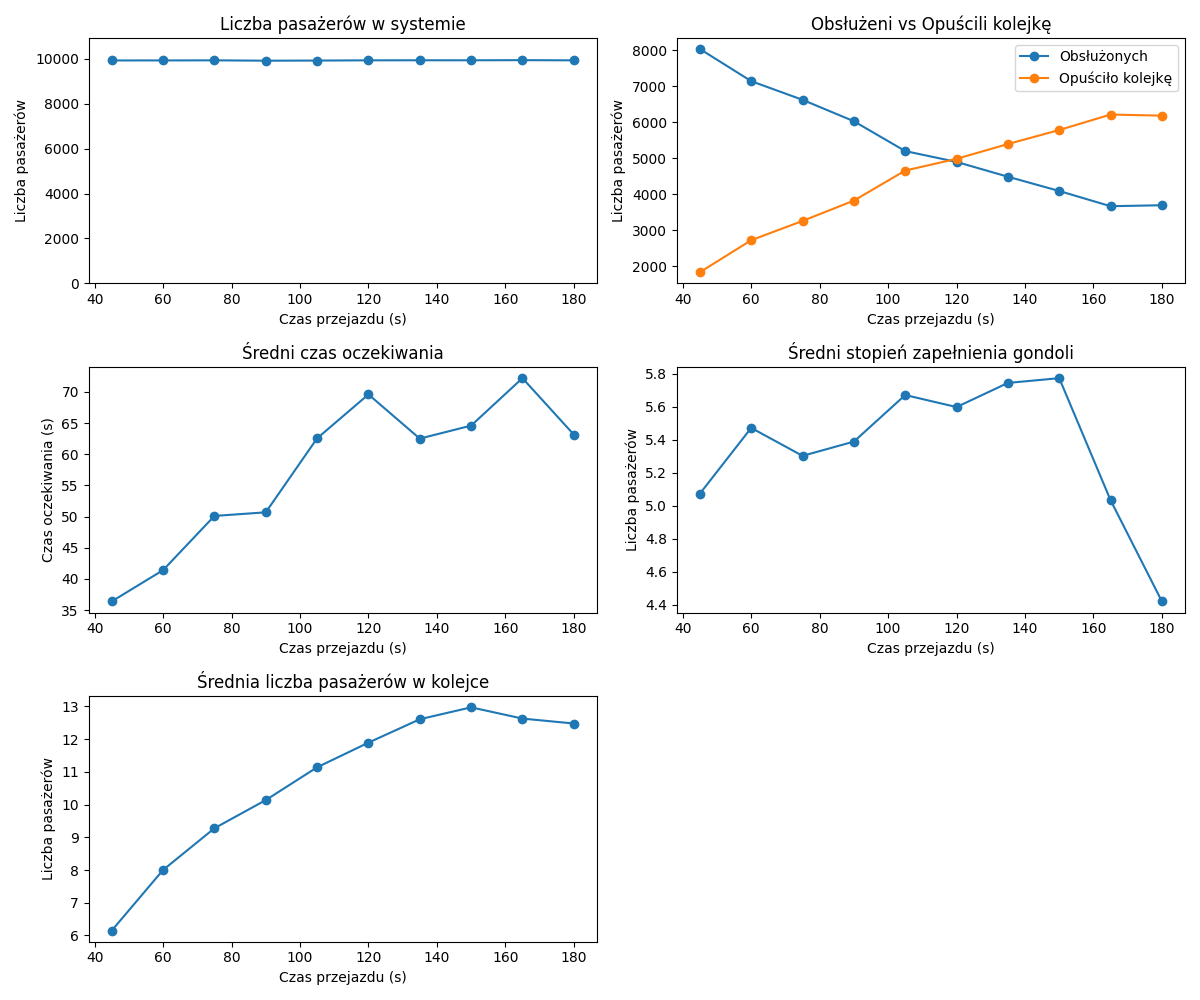 Liczba pasażerów w systemie
Liczba pasażerów
10000
8000
6000
4000
2000
0
40 60 80 100 120 140 160 180
Czas przejazdu (s)
Obsłużeni vs Opuścili kolejkę
Obsłużonych
Opuściło kolejkę
Liczba pasażerów
8000
7000
6000
5000
4000
3000
2000
40 60 80 100 120 140 160 180
Czas przejazdu (s)
Średni czas oczekiwania
Czas oczekiwania (s)
70
65
60
55
50
45
40
35
40 60 80 100 120 140 160 180
Czas przejazdu (s)
Średni stopień zapełnienia gondoli
Liczba pasażerów
5.8
5.6
5.4
5.2
5.0
4.8
4.6
4.4
40 60 80 100 120 140 160 180
Czas przejazdu (s)
Średnia liczba pasażerów w kolejce
Liczba pasażerów
13
12
11
10
9
8
7
6
40 60 80 100 120 140 160 180
Czas przejazdu (s)